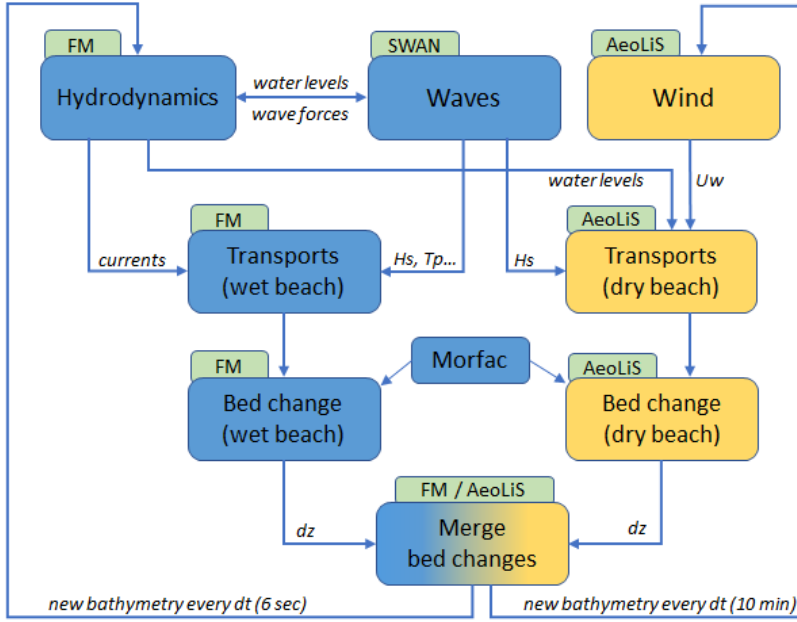 FM
SWAN
AeoLiS
Hydrodynamics
water levels
wave forces
Waves
Wind
water levels
Uw
FM
AeoLiS
currents
Transports
(wet beach)
Hs, Tp...
Hs
Transports
(dry beach)
FM
Morfac
AeoLiS
Bed change
(wet beach)
Bed change
(dry beach)
FM / AeoLiS
dz
Merge
bed changes
dz
new bathymetry every dt (6 sec)
new bathymetry every dt (10 min)